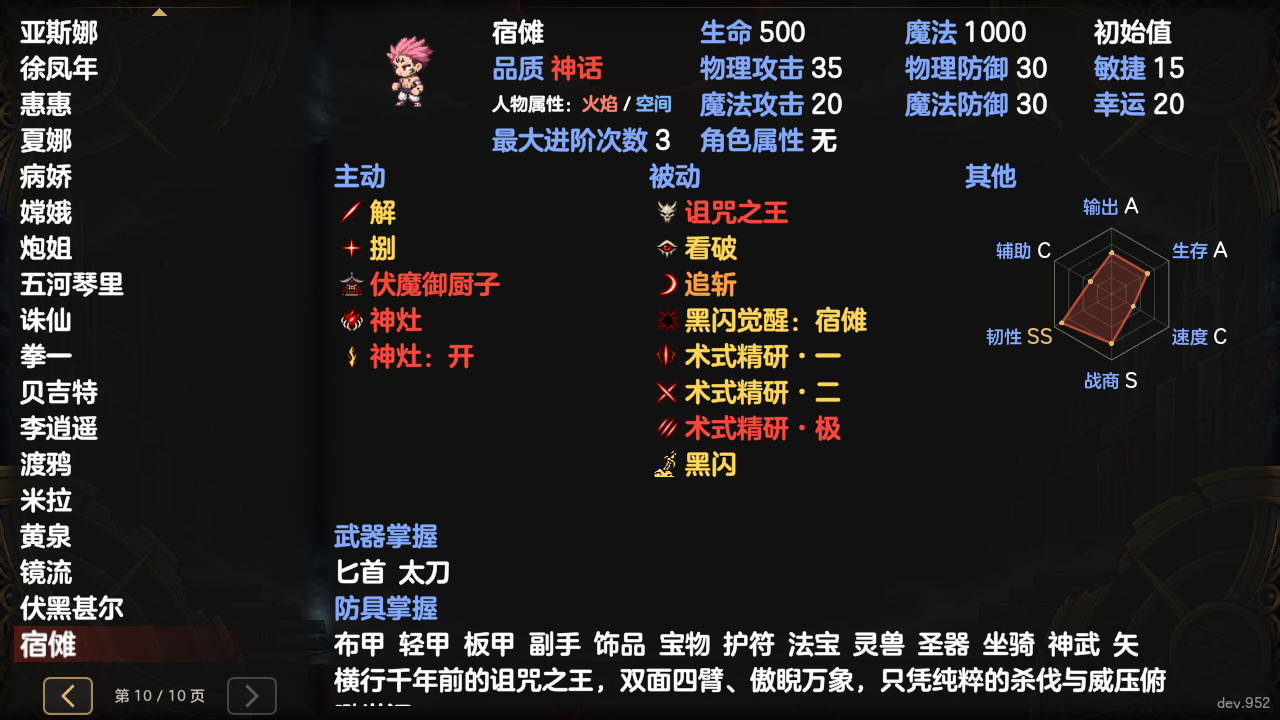 亚斯娜
徐凤年
惠惠
夏娜
病娇
嫦娥
炮姐
五河琴里
诛仙
拳一
贝吉特
李逍遥
渡鸦
米拉
黄泉
镜流
伏黑甚尔
宿傩
第 10 / 10 页
宿傩
品质 神话
人物属性：火焰 / 空间
最大进阶次数 3
生命 500
物理攻击 35
魔法攻击 20
角色属性 无
魔法 1000
物理防御 30
魔法防御 30
初始值
敏捷 15
幸运 20
主动
解
捌
伏魔御厨子
神灶
神灶：开
被动
诅咒之王
看破
追斩
黑闪觉醒：宿傩
术式精研・一
术式精研・二
术式精研・极
黑闪
其他
输出 A
辅助 C
生存 A
韧性 SS
速度 C
战商 S
武器掌握
匕首 太刀
防具掌握
布甲 轻甲 板甲 副手 饰品 宝物 护符 法宝 灵兽 圣器 坐骑 神武 矢
横行千年前的诅咒之王，双面四臂、傲睨万象，只凭纯粹的杀伐与威压俯
dev.952